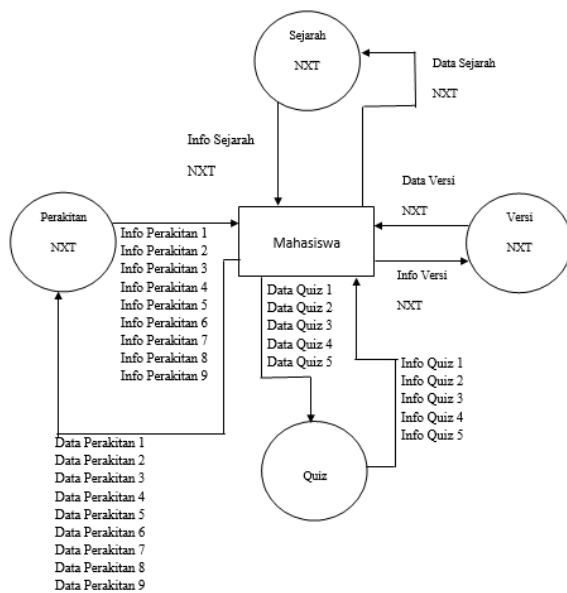 Sejarah
NXT
Data Sejarah
NXT
Info Sejarah
NXT
Data Versi
NXT
Perakitan
NXT
Info Perakitan 1
Info Perakitan 2
Info Perakitan 3
Info Perakitan 4
Info Perakitan 5
Info Perakitan 6
Info Perakitan 7
Info Perakitan 8
Info Perakitan 9
Mahasiswa
Versi
NXT
Info Versi
NXT
Data Quiz 1
Data Quiz 2
Data Quiz 3
Data Quiz 4
Data Quiz 5
Info Quiz 1
Info Quiz 2
Info Quiz 3
Info Quiz 4
Info Quiz 5
Quiz
Data Perakitan 1
Data Perakitan 2
Data Perakitan 3
Data Perakitan 4
Data Perakitan 5
Data Perakitan 6
Data Perakitan 7
Data Perakitan 8
Data Perakitan 9